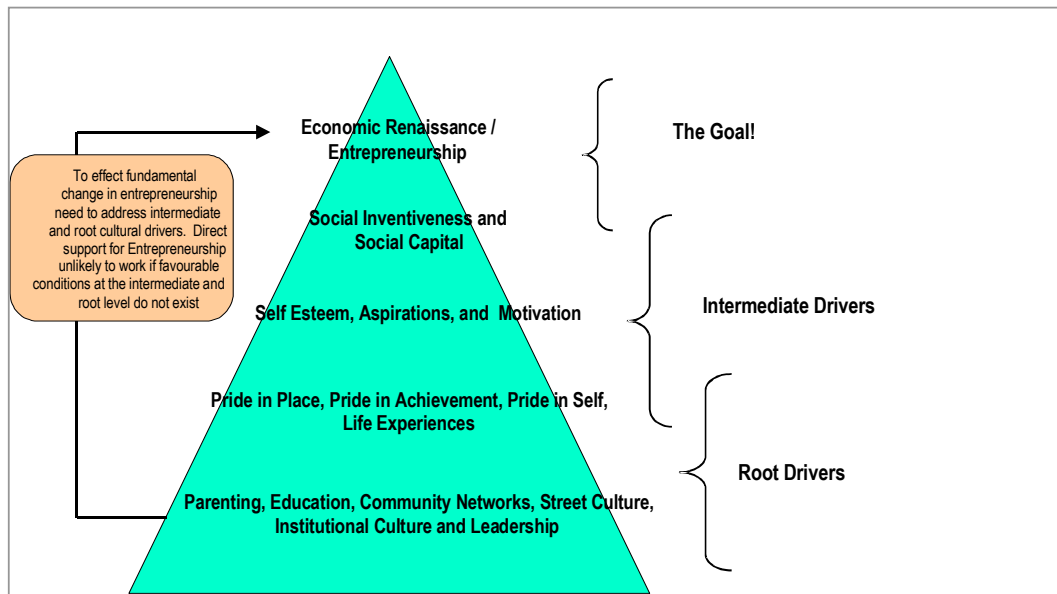 Economic Renaissance /
Entrepreneurship
The Goal!
To effect fundamental
change in entrepreneurship
need to address intermediate
and root cultural drivers. Direct
support for Entrepreneurship
unlikely to work if favourable
conditions at the intermediate and
root level do not exist
Social Inventiveness and
Social Capital
Self Esteem, Aspirations, and Motivation
Intermediate Drivers
Pride in Place, Pride in Achievement, Pride in Self,
Life Experiences
Root Drivers
Parenting, Education, Community Networks, Street Culture,
Institutional Culture and Leadership